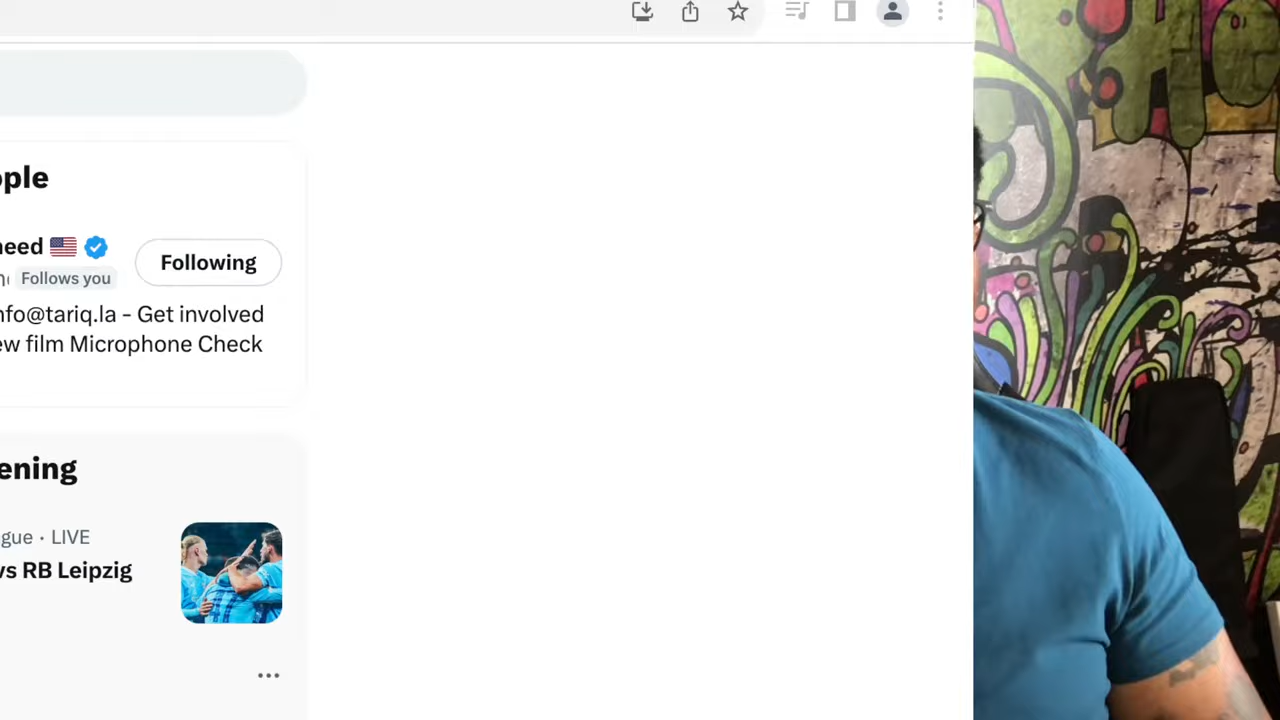 ople
heed
Following
Follows you
nfo@tariq.la - Get involved
ew film Microphone Check
ening
gue · LIVE
vs RB Leipzig